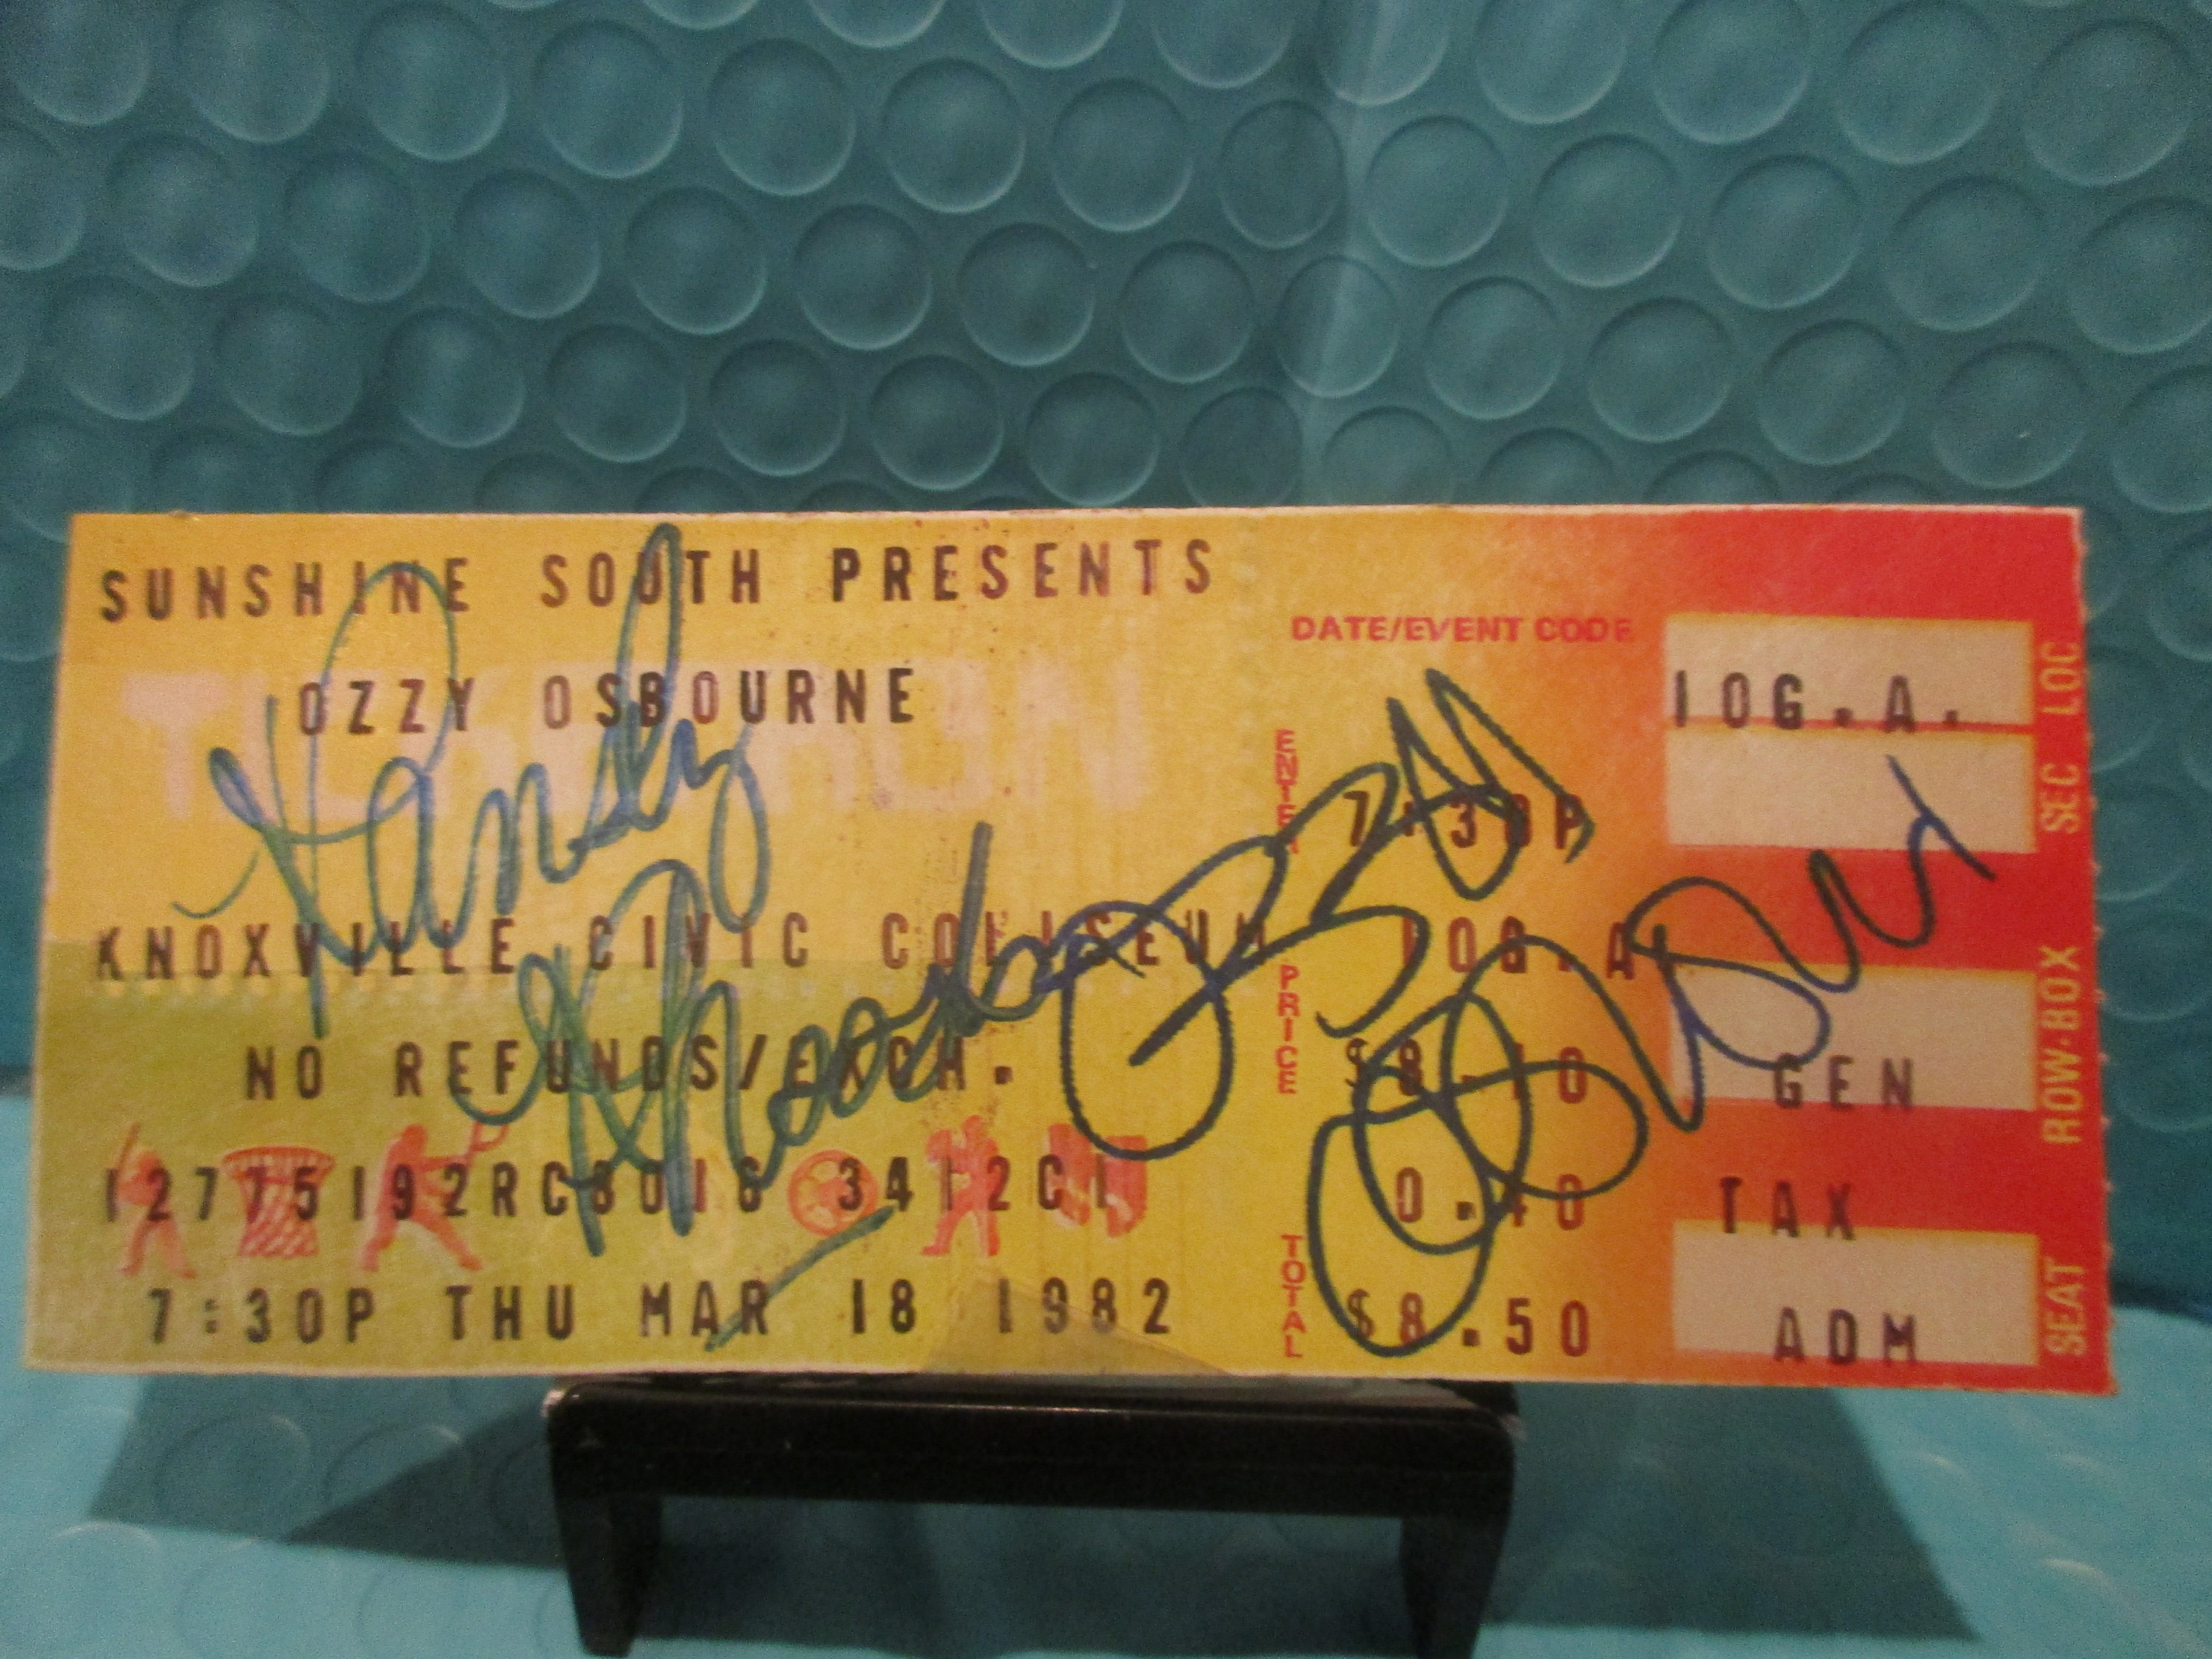 SUNSHINE SOUTH PRESENTS
OZZY OSBOURNE
KNOXVILLE CIVIC COLISEUM
NO REFUNDS/EXCH.
7:30P THU MAR 18 1982
Randy
Rhoads
Ozzy
DATE/EVENT CODE
ENTER 7:30P
PRICE $8.10
0.40 TAX
TOTAL $8.50
10G.A.
GEN
ADM
SEC LOC
ROW-BOX
SEAT